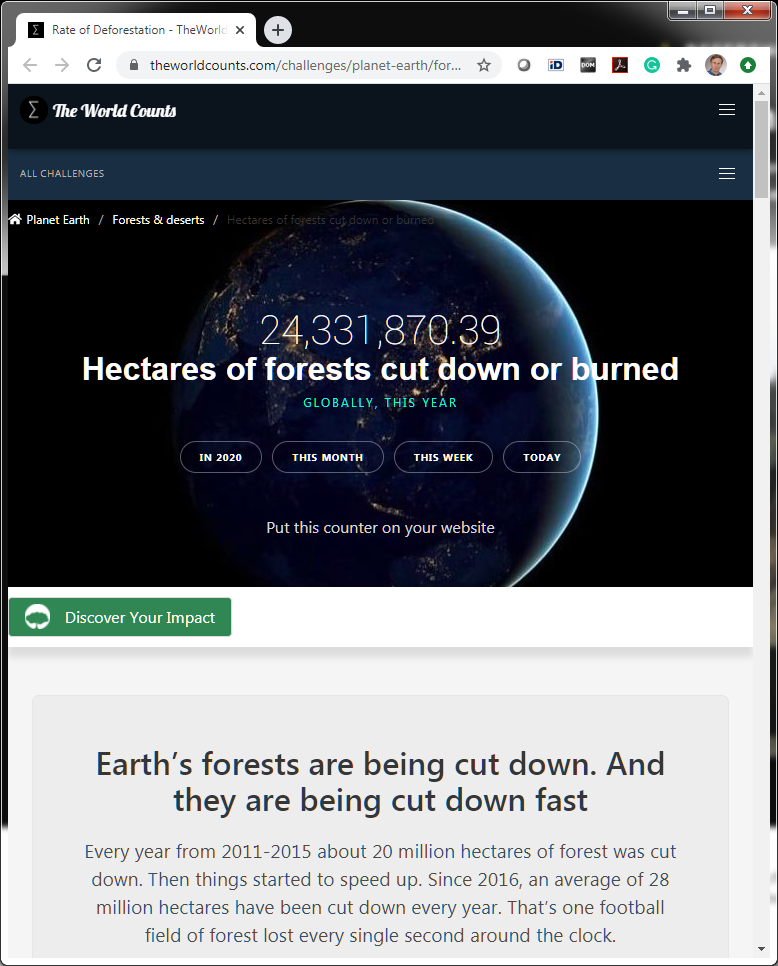 Rate of Deforestation - TheWorld
theworldcounts.com/challenges/planet-earth/for...
iD
DOM
The World Counts
ALL CHALLENGES
Planet Earth / Forests & deserts / Hectares of forests cut down or burned
24,331,870.39
Hectares of forests cut down or burned
GLOBALLY, THIS YEAR
IN 2020 THIS MONTH THIS WEEK TODAY
Put this counter on your website
Discover Your Impact
Earth's forests are being cut down. And
they are being cut down fast
Every year from 2011-2015 about 20 million hectares of forest was cut
down. Then things started to speed up. Since 2016, an average of 28
million hectares have been cut down every year. That's one football
field of forest lost every single second around the clock.